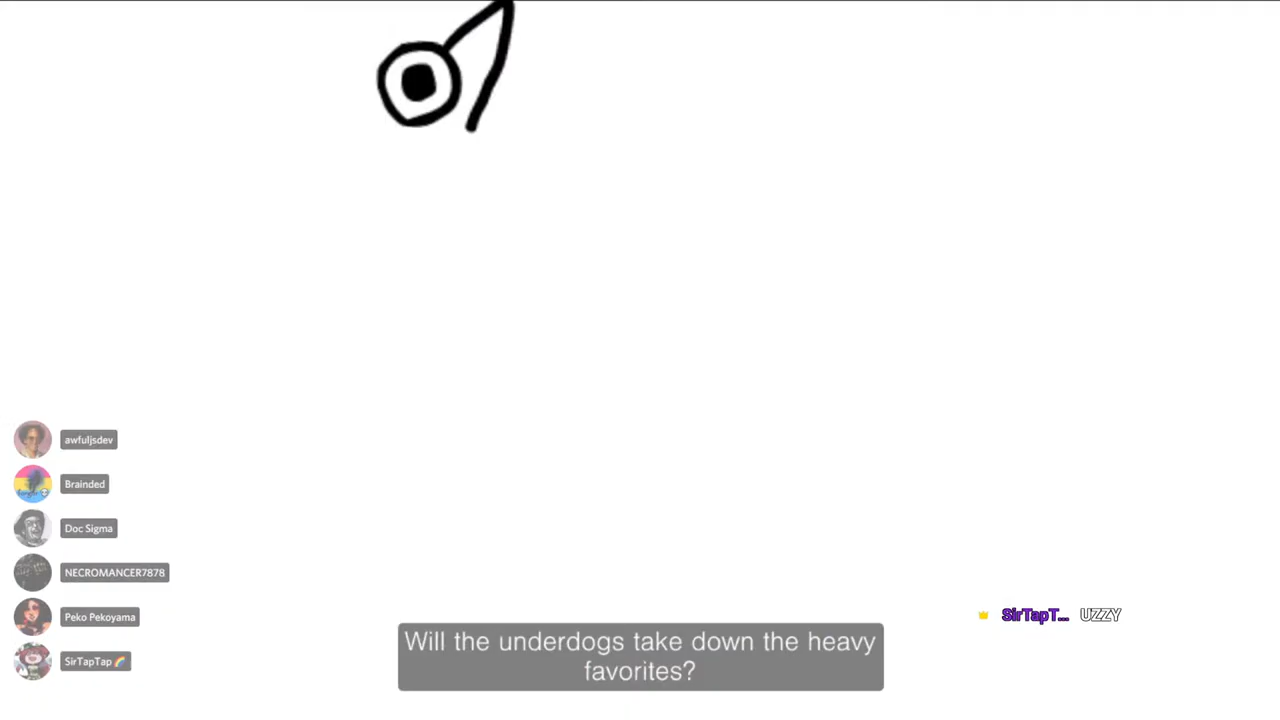 awfuljsdev
Brainded
Doc Sigma
NECROMANCER7878
Peko Pekoyama
SirTapTap 🌈
SirTapT... UZZY
Will the underdogs take down the heavy
favorites?